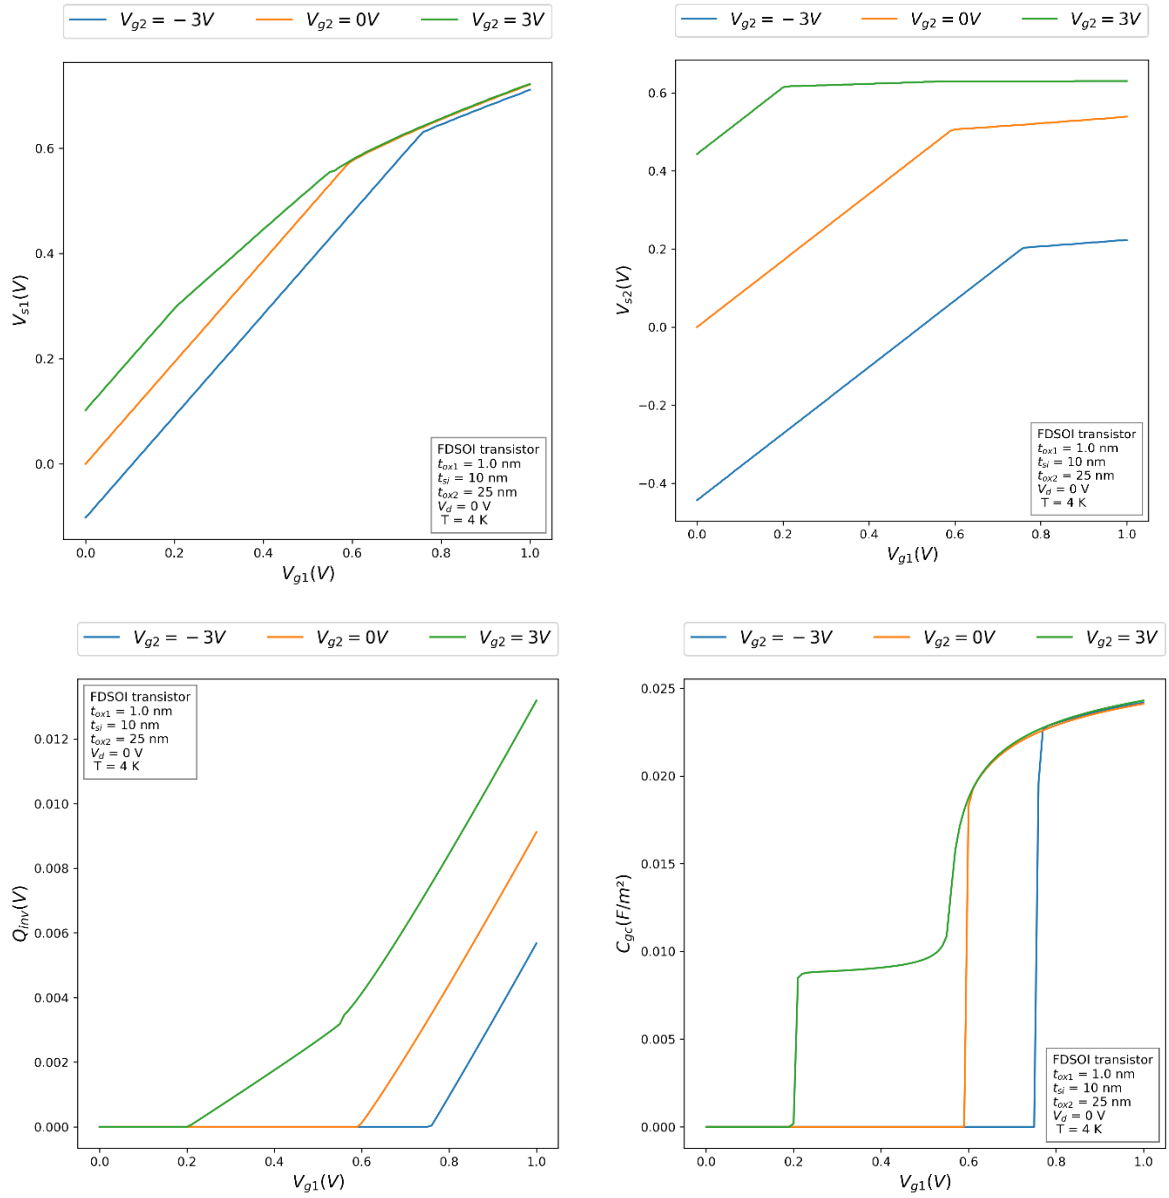 V_g2 = −3V V_g2 = 0V V_g2 = 3V
0.6
0.4
0.2
0.0
V_s1(V)
FDSOI transistor
t_ox1 = 1.0 nm
t_si = 10 nm
t_ox2 = 25 nm
V_d = 0 V
T = 4 K
0.0 0.2 0.4 0.6 0.8 1.0
V_g1(V)
V_g2 = −3V V_g2 = 0V V_g2 = 3V
0.6
0.4
0.2
0.0
−0.2
−0.4
V_s2(V)
FDSOI transistor
t_ox1 = 1.0 nm
t_si = 10 nm
t_ox2 = 25 nm
V_d = 0 V
T = 4 K
0.0 0.2 0.4 0.6 0.8 1.0
V_g1(V)
V_g2 = −3V V_g2 = 0V V_g2 = 3V
FDSOI transistor
t_ox1 = 1.0 nm
t_si = 10 nm
t_ox2 = 25 nm
V_d = 0 V
T = 4 K
0.012
0.010
0.008
0.006
0.004
0.002
0.000
Q_inv(V)
0.0 0.2 0.4 0.6 0.8 1.0
V_g1(V)
V_g2 = −3V V_g2 = 0V V_g2 = 3V
0.025
0.020
0.015
0.010
0.005
0.000
C_gc(F/m²)
FDSOI transistor
t_ox1 = 1.0 nm
t_si = 10 nm
t_ox2 = 25 nm
V_d = 0 V
T = 4 K
0.0 0.2 0.4 0.6 0.8 1.0
V_g1(V)